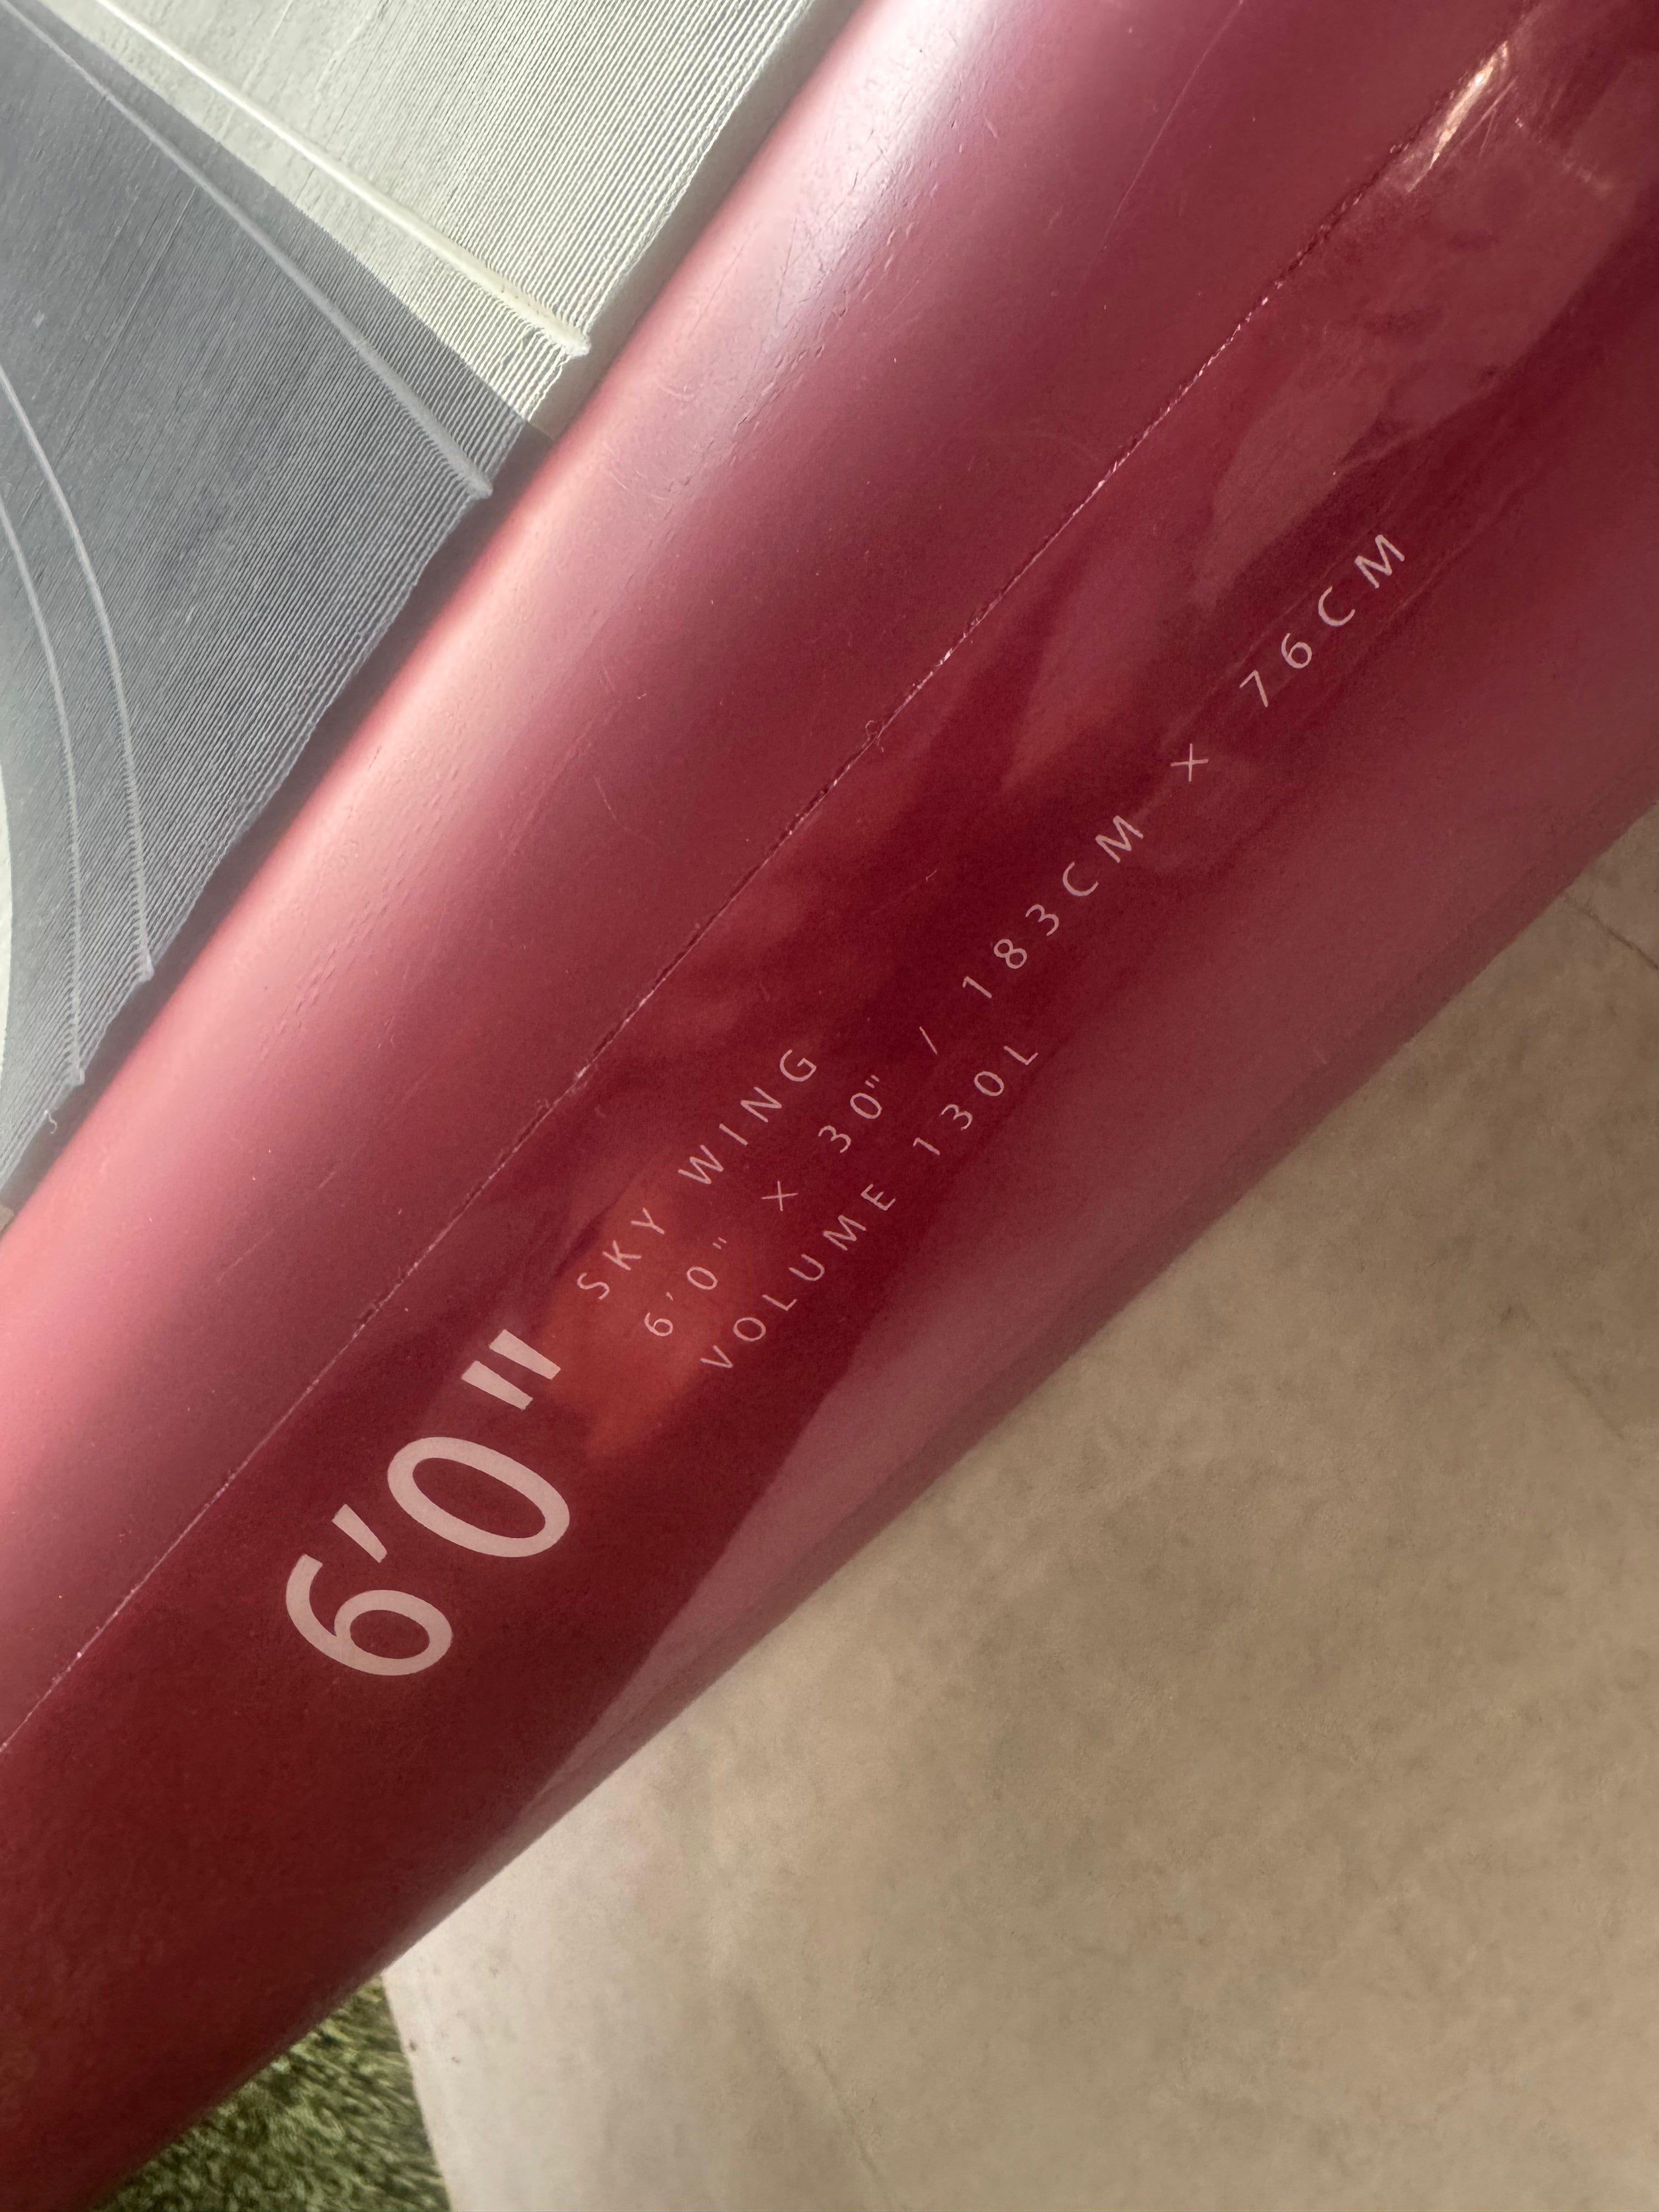 6'0"
SKY WING
6'0" X 30" / 183CM X 76CM
VOLUME 130L